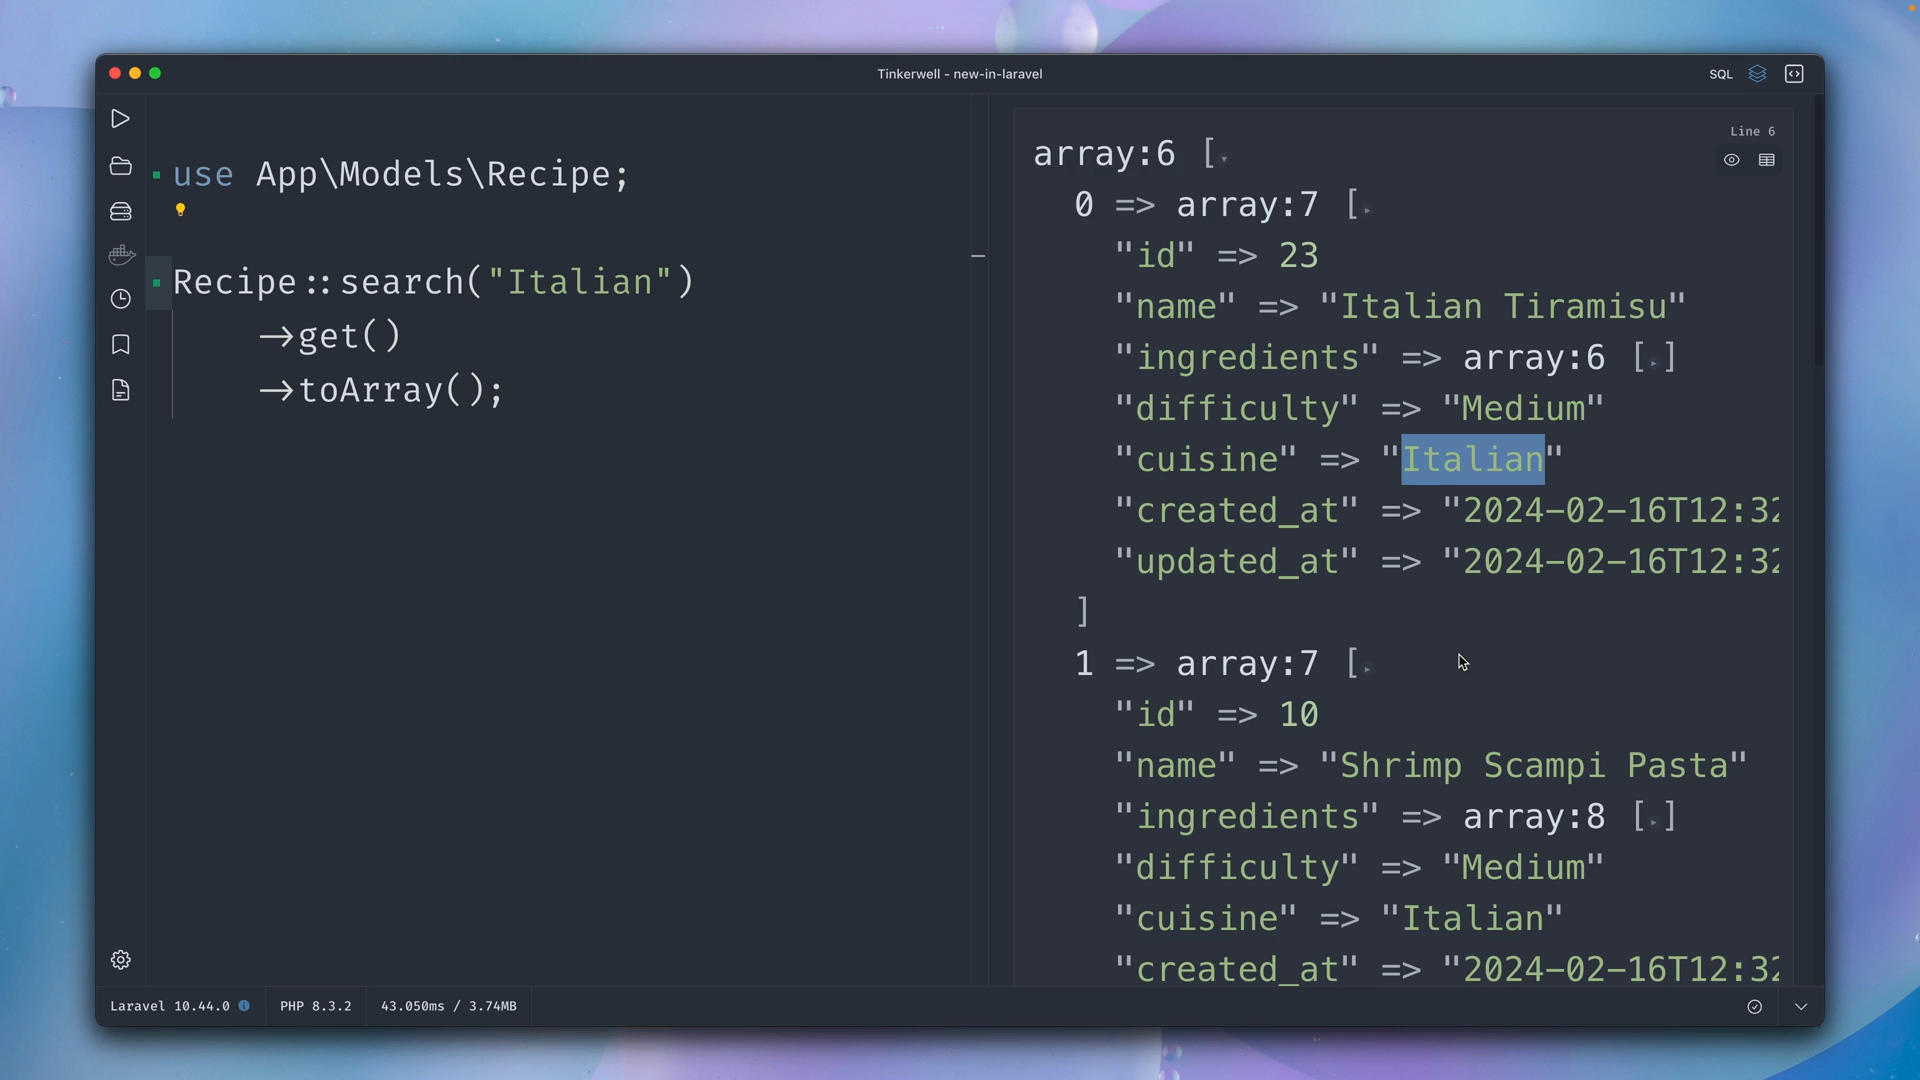 Tinkerwell - new-in-laravel
SQL
use App\Models\Recipe;
Recipe::search("Italian")
->get()
->toArray();
Line 6
array:6 [
0 => array:7 [
"id" => 23
"name" => "Italian Tiramisu"
"ingredients" => array:6 [ ]
"difficulty" => "Medium"
"cuisine" => "Italian"
"created_at" => "2024-02-16T12:32
"updated_at" => "2024-02-16T12:32
]
1 => array:7 [
"id" => 10
"name" => "Shrimp Scampi Pasta"
"ingredients" => array:8 [ ]
"difficulty" => "Medium"
"cuisine" => "Italian"
"created_at" => "2024-02-16T12:32
Laravel 10.44.0
PHP 8.3.2
43.050ms / 3.74MB